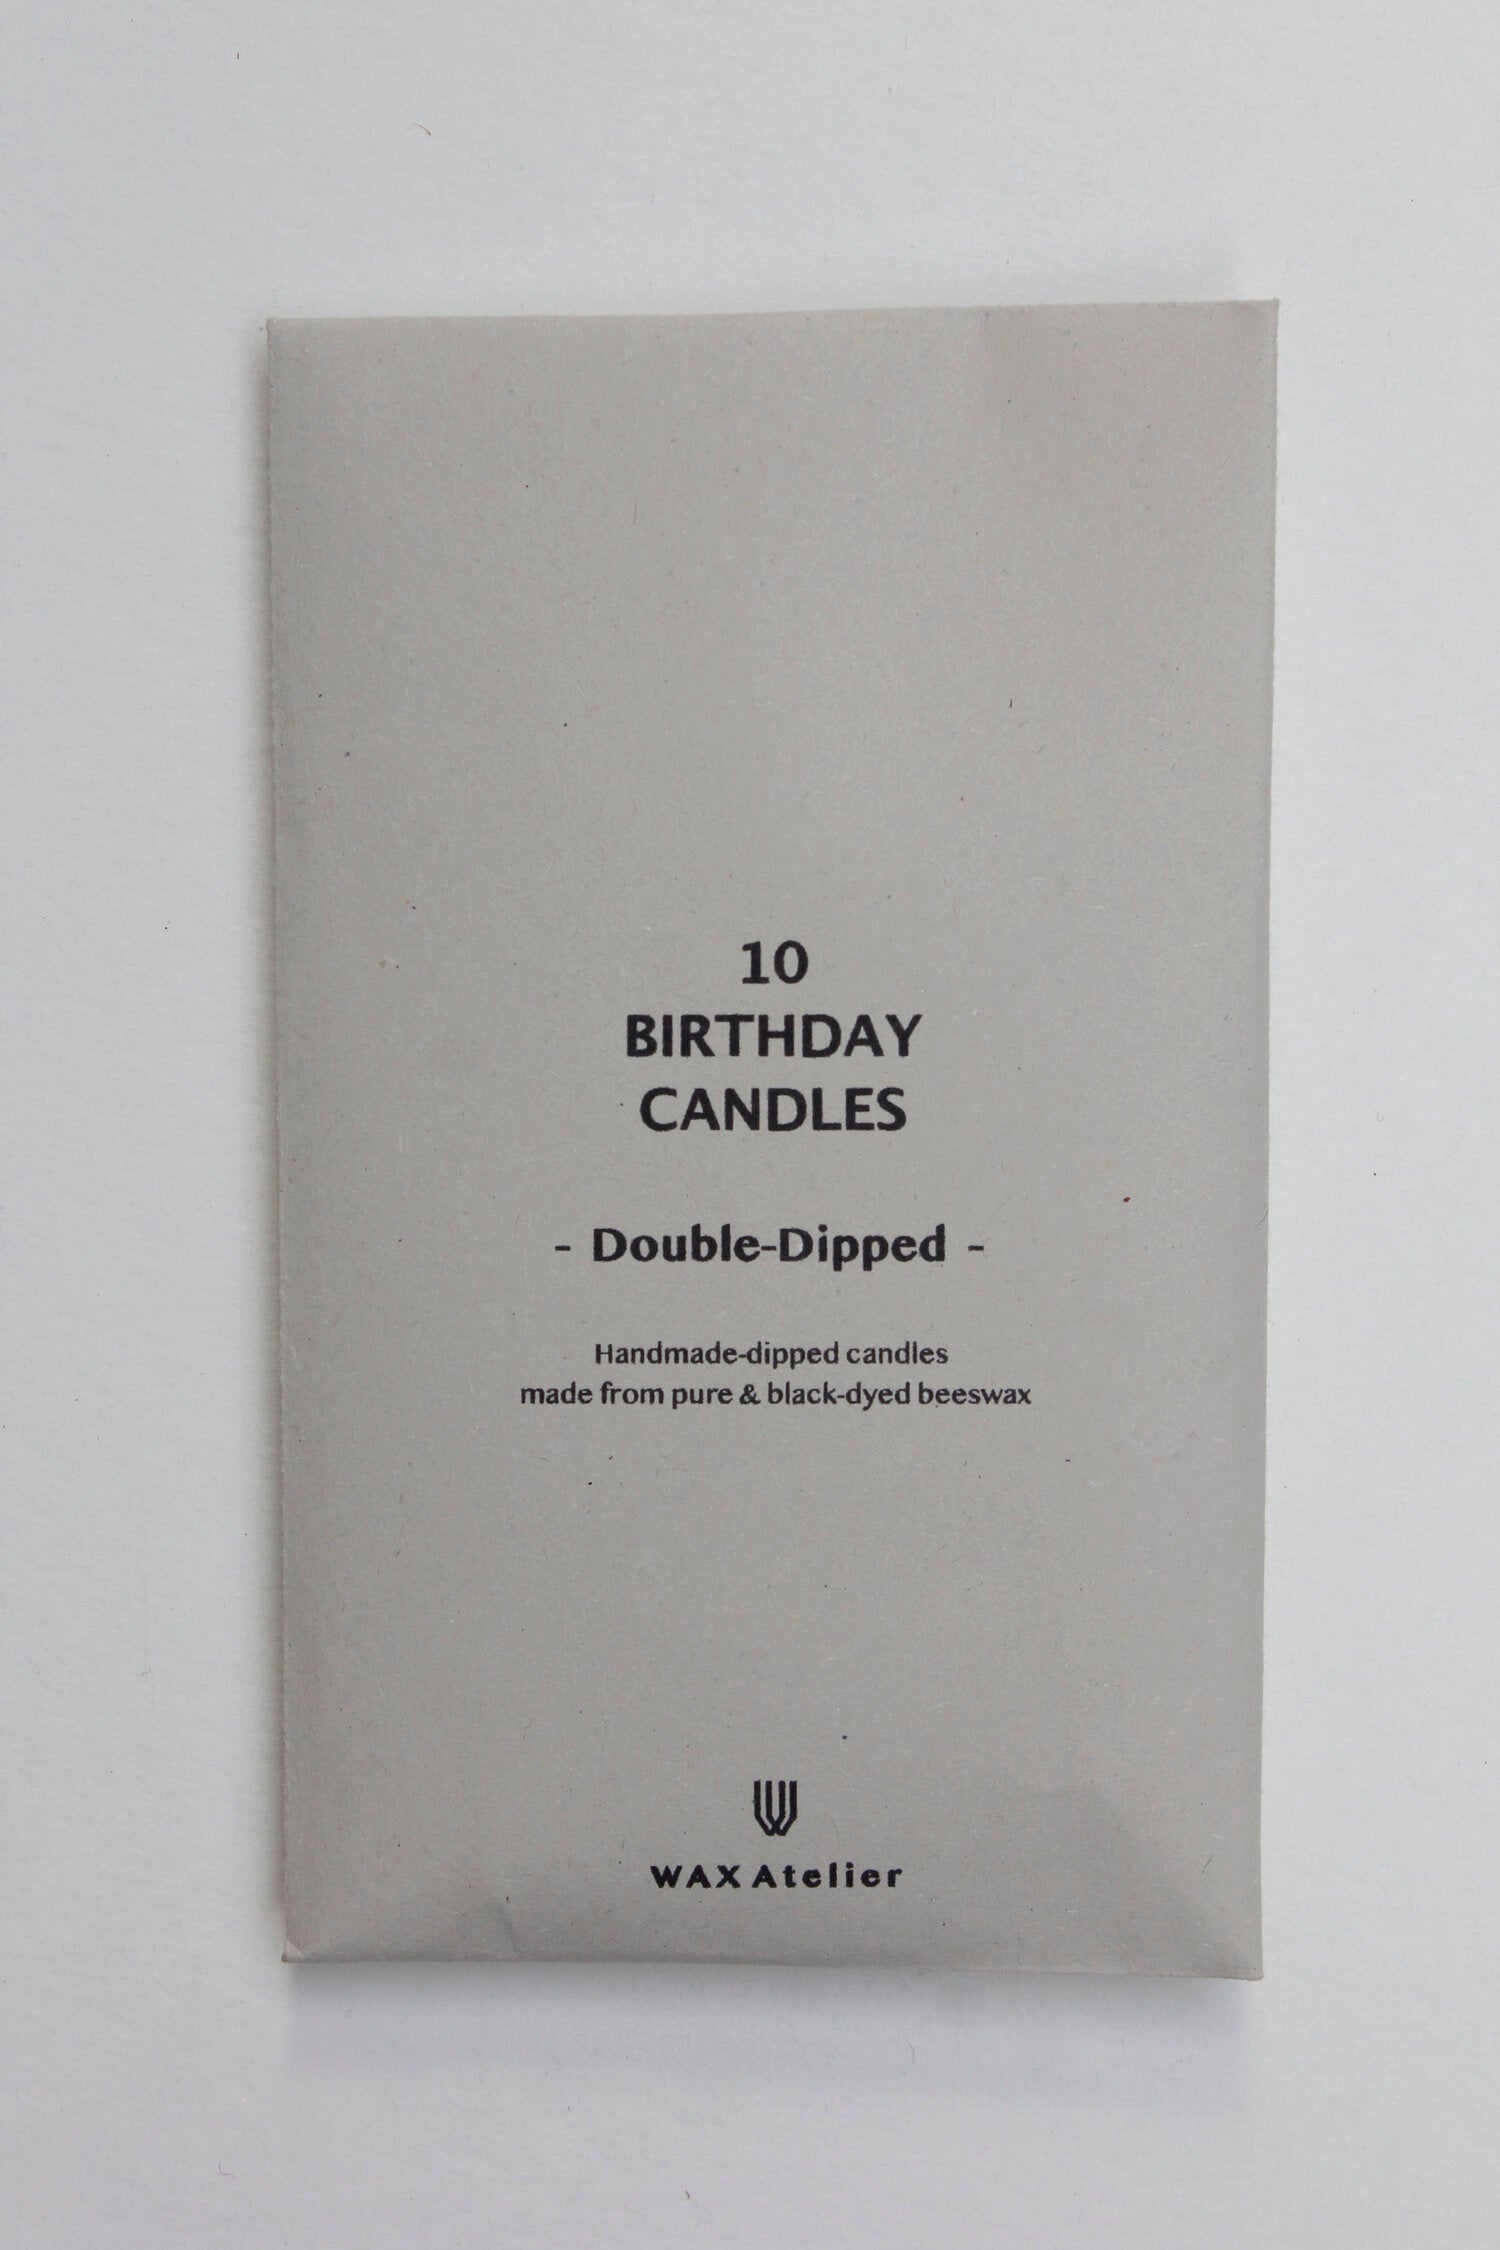 10
BIRTHDAY
CANDLES
- Double-Dipped -
Handmade-dipped candles
made from pure & black-dyed beeswax
WAX Atelier